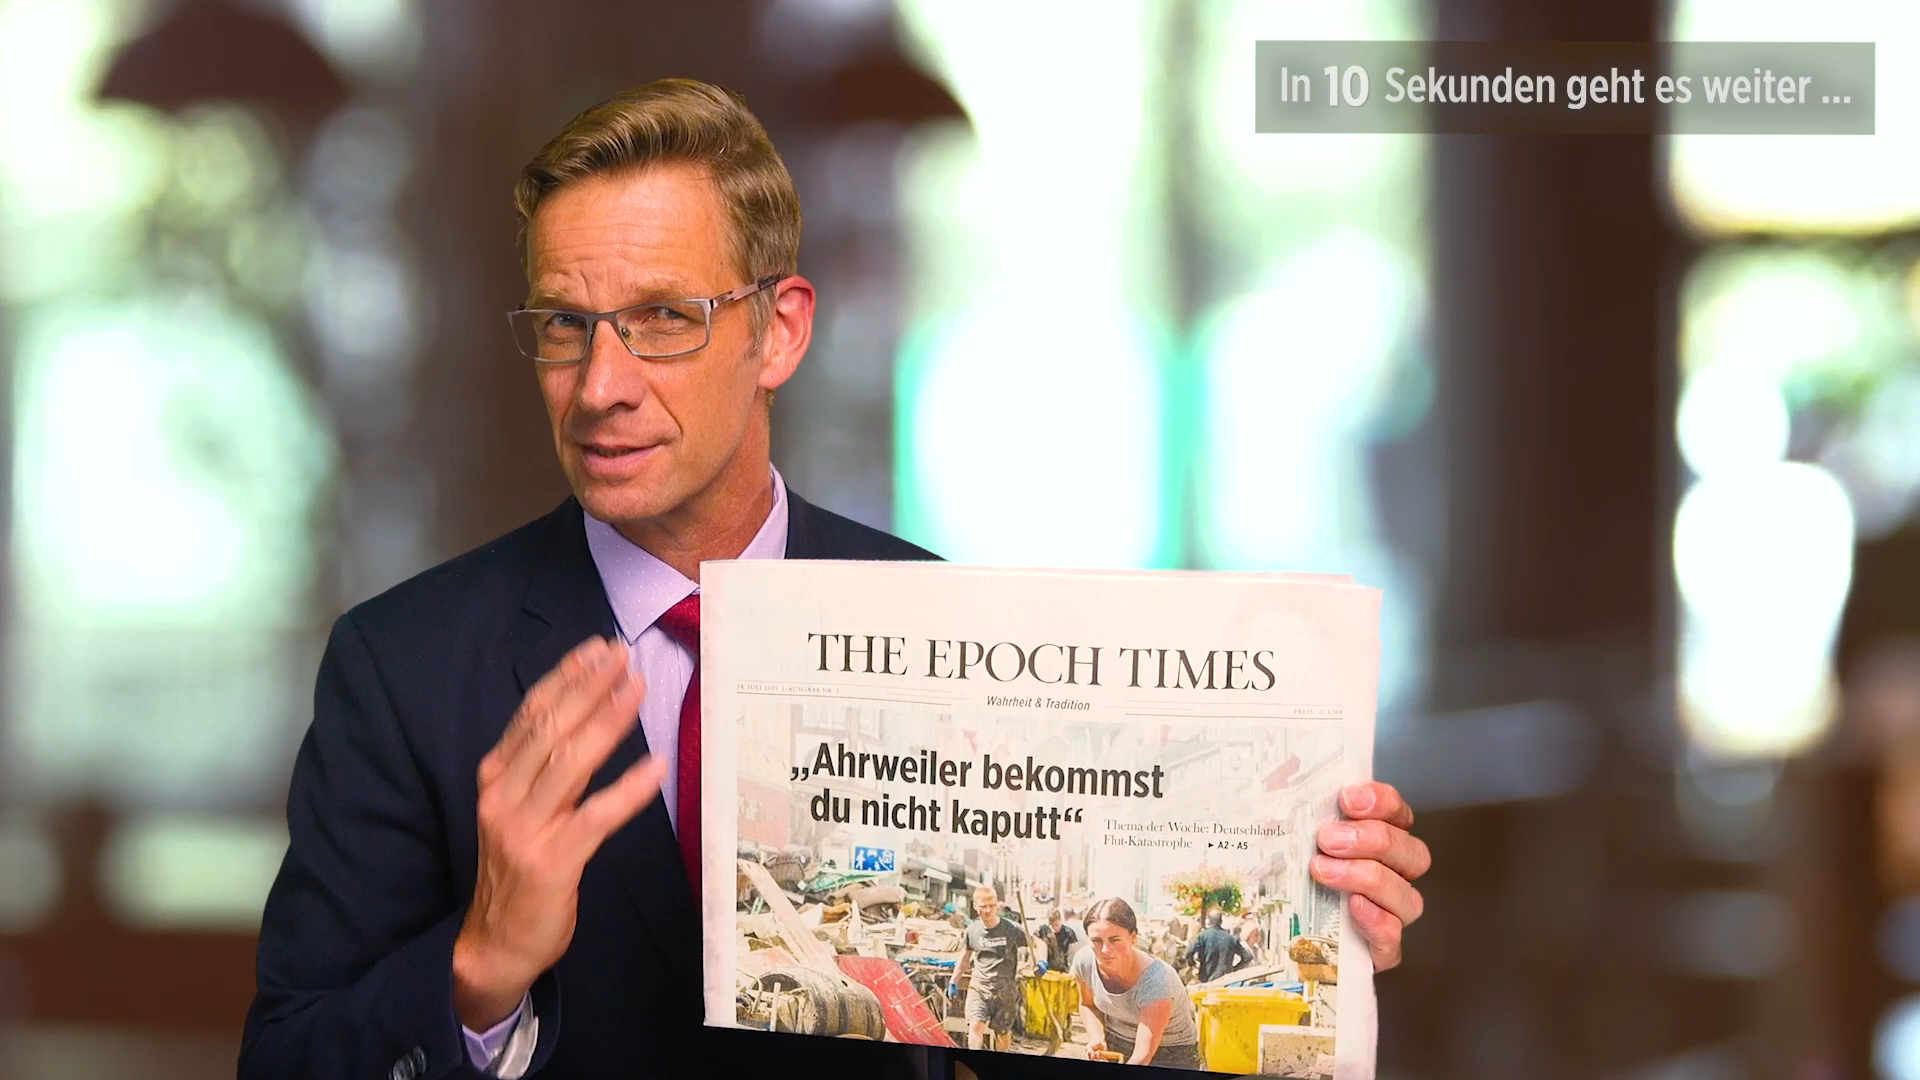 In 10 Sekunden geht es weiter ...
THE EPOCH TIMES
Wahrheit & Tradition
„Ahrweiler bekommst
du nicht kaputt“
Thema der Woche: Deutschlands
Flut-Katastrophe ▸ A2 - A5